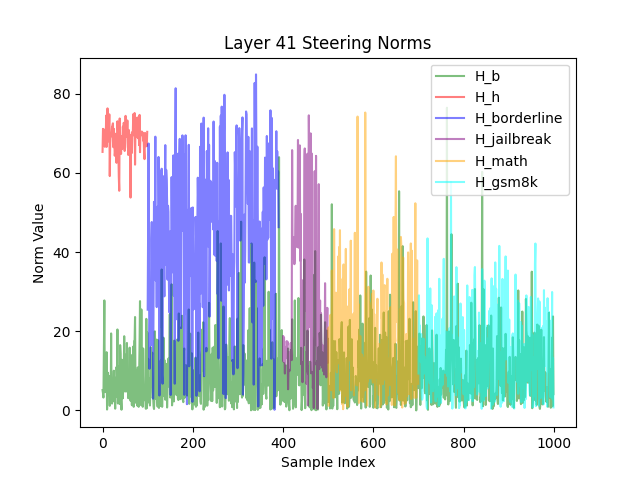 Layer 41 Steering Norms
Norm Value
80
60
40
20
0
H_b
H_h
H_borderline
H_jailbreak
H_math
H_gsm8k
0 200 400 600 800 1000
Sample Index